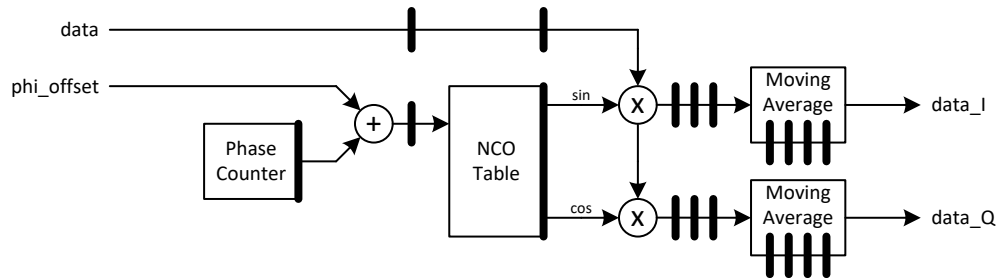 data
phi_offset
Phase
Counter
+
NCO
Table
sin
cos
X
X
Moving
Average
Moving
Average
data_I
data_Q